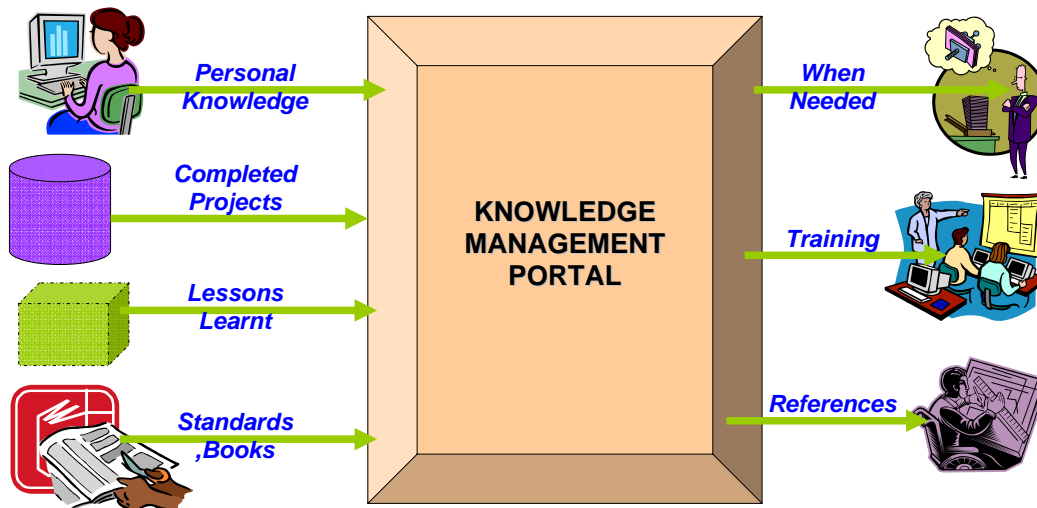 Personal
Knowledge
Completed
Projects
Lessons
Learnt
Standards
,Books
KNOWLEDGE
MANAGEMENT
PORTAL
When
Needed
Training
References